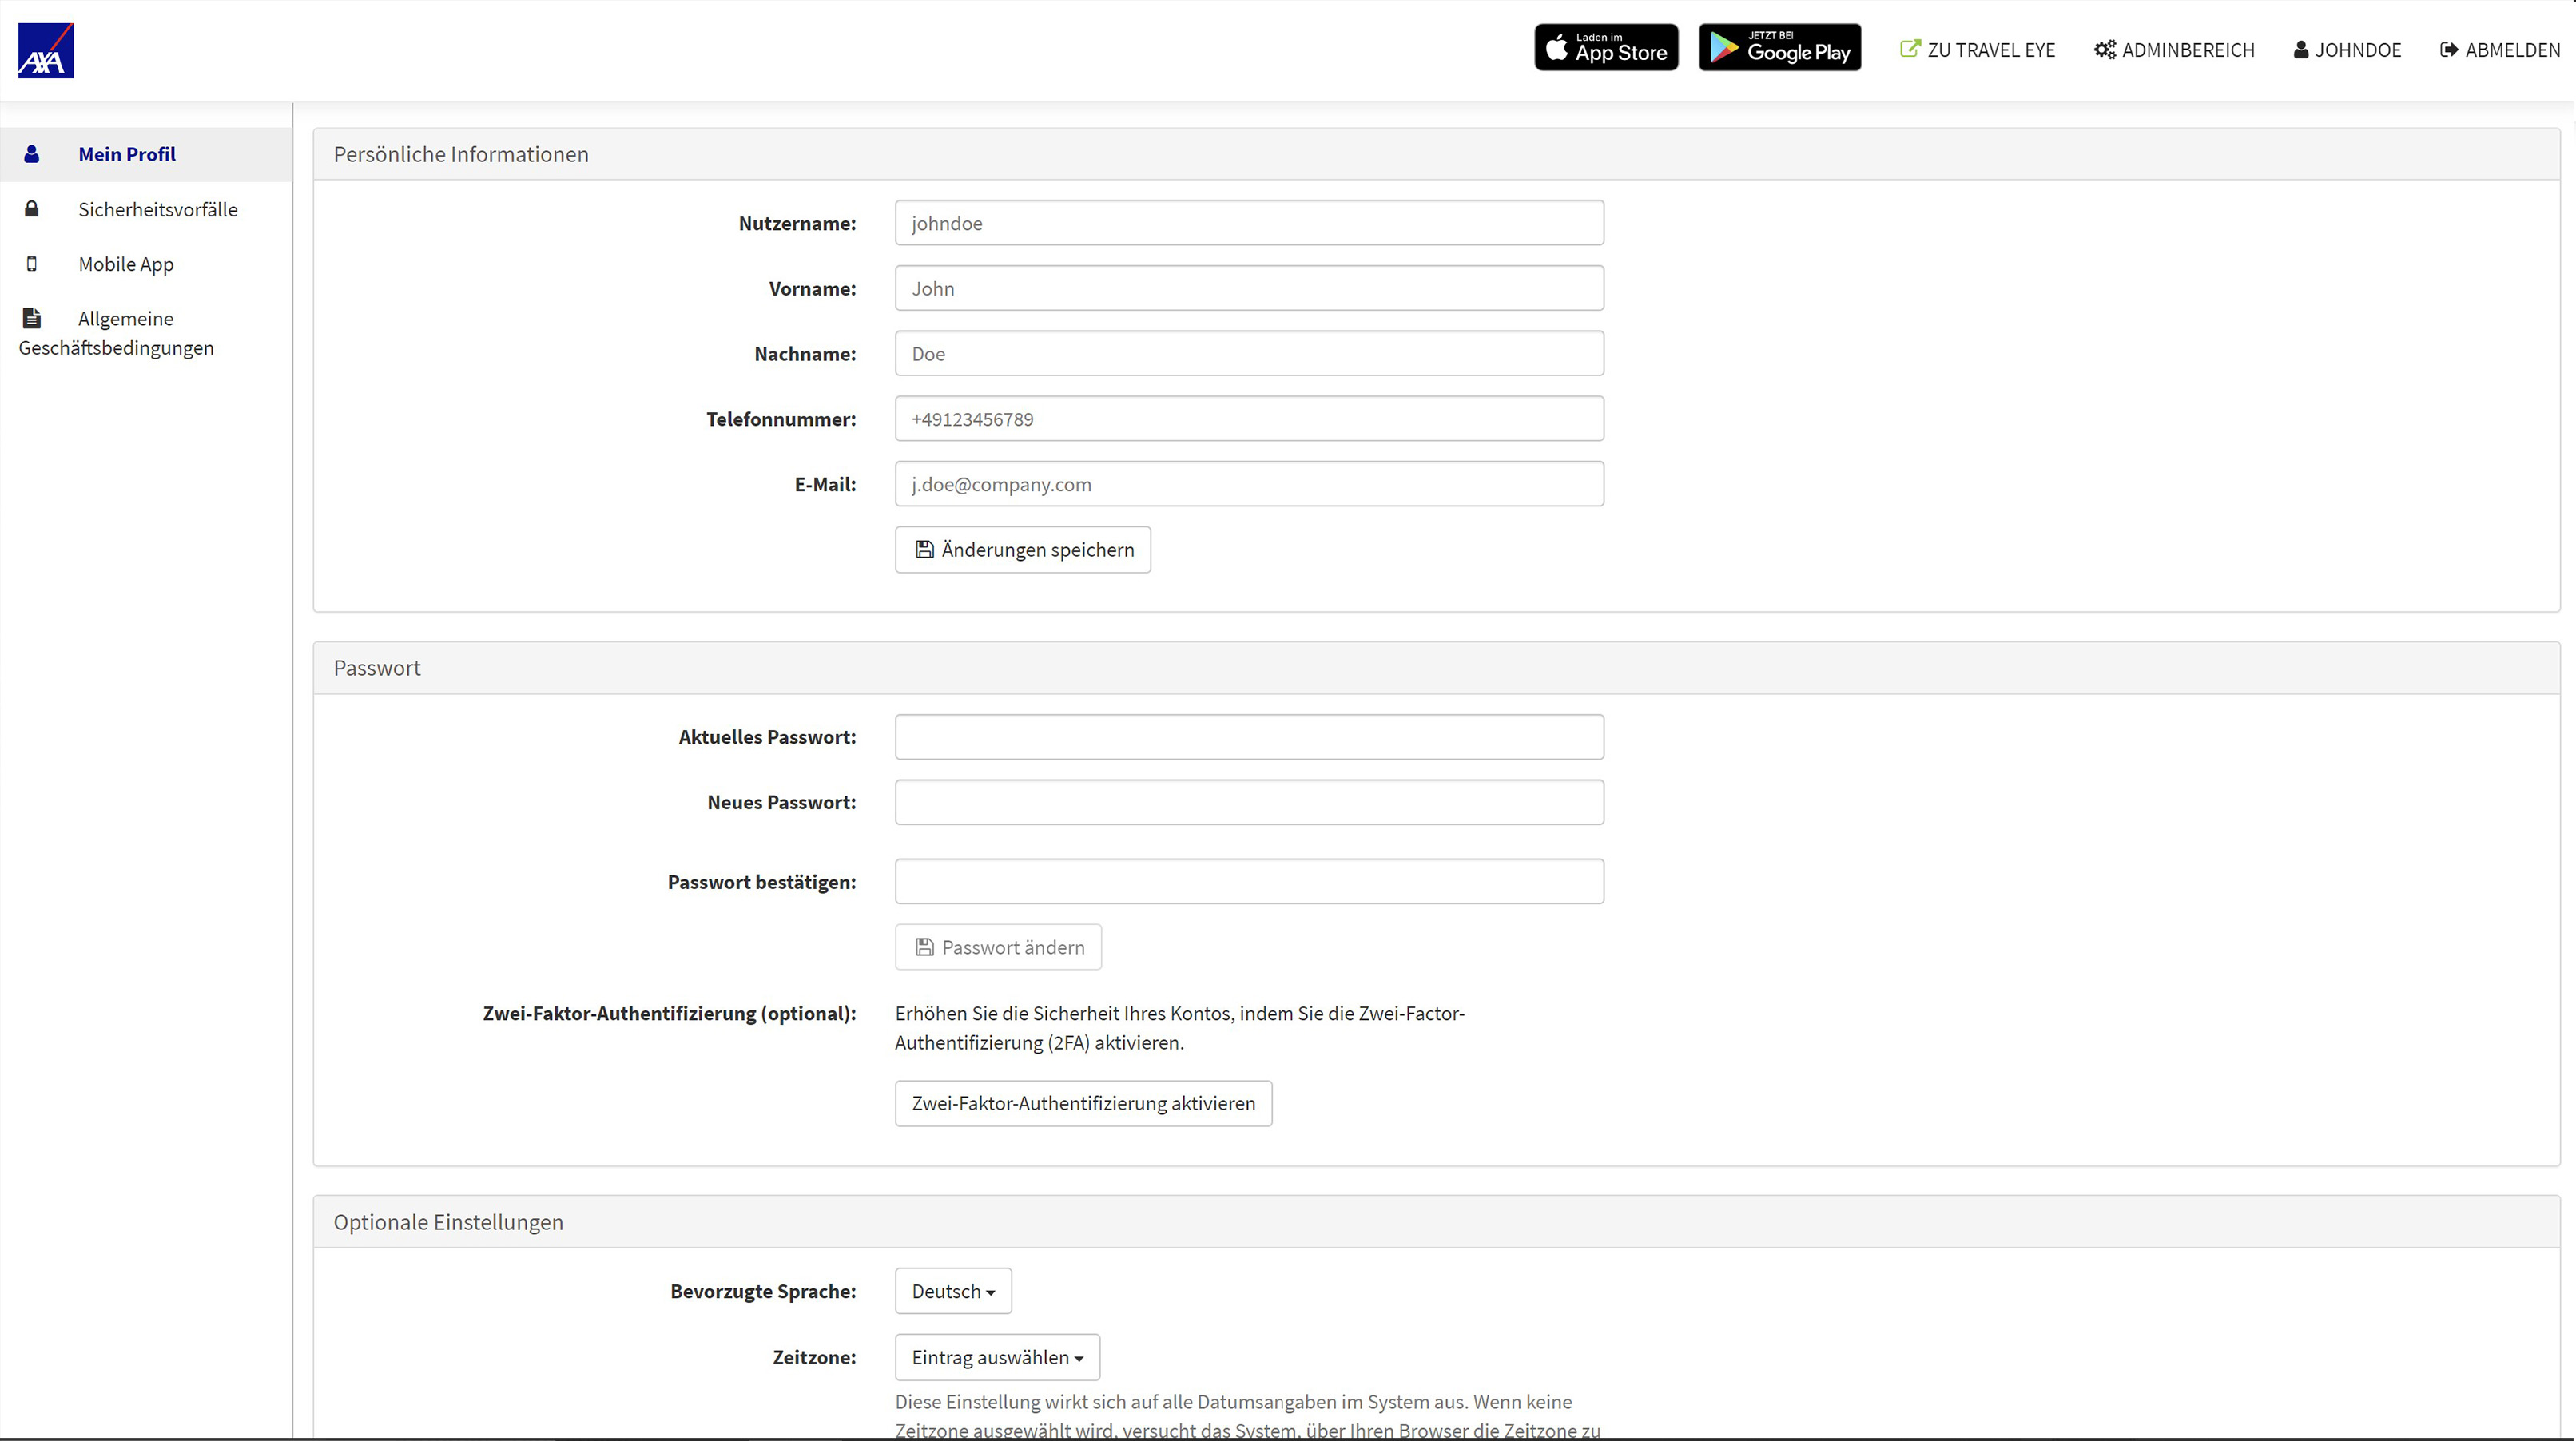 AXA
Laden im
App Store
JETZT BEI
Google Play
ZU TRAVEL EYE
ADMINBEREICH
JOHNDOE
ABMELDEN
Mein Profil
Sicherheitsvorfälle
Mobile App
Allgemeine
Geschäftsbedingungen
Persönliche Informationen
Nutzername: johndoe
Vorname: John
Nachname: Doe
Telefonnummer: +49123456789
E-Mail: j.doe@company.com
Änderungen speichern
Passwort
Aktuelles Passwort:
Neues Passwort:
Passwort bestätigen:
Passwort ändern
Zwei-Faktor-Authentifizierung (optional): Erhöhen Sie die Sicherheit Ihres Kontos, indem Sie die Zwei-Factor-
Authentifizierung (2FA) aktivieren.
Zwei-Faktor-Authentifizierung aktivieren
Optionale Einstellungen
Bevorzugte Sprache: Deutsch
Zeitzone: Eintrag auswählen
Diese Einstellung wirkt sich auf alle Datumsangaben im System aus. Wenn keine
Zeitzone ausgewählt wird, versucht das System, über Ihren Browser die Zeitzone zu